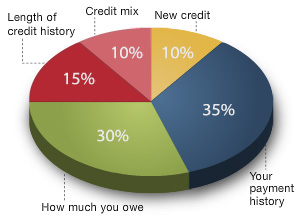 Credit mix
New credit
Length of
credit history
10%
10%
15%
35%
30%
Your
payment
history
How much you owe